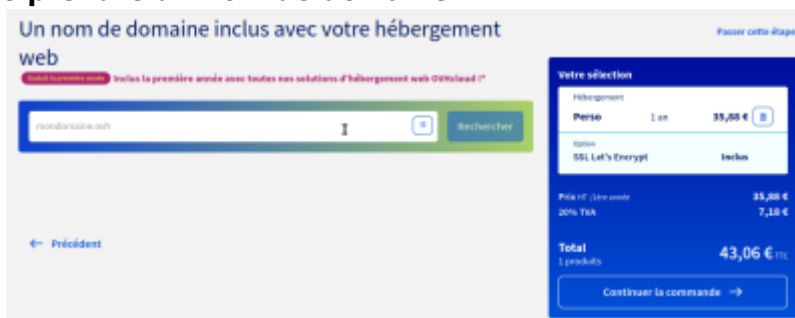 Un nom de domaine inclus avec votre hébergement
web
Gratuit la première année Inclus la première année avec toutes nos solutions d'hébergement web OVHcloud !*
mondomaine.ovh
Rechercher
← Précédent
Passer cette étape
Votre sélection
Hébergement
Perso 1 an 35,88 €
Option
SSL Let's Encrypt Inclus
Prix HT /1ère année 35,88 €
20% TVA 7,18 €
Total 43,06 € TTC
1 produits
Continuer la commande →